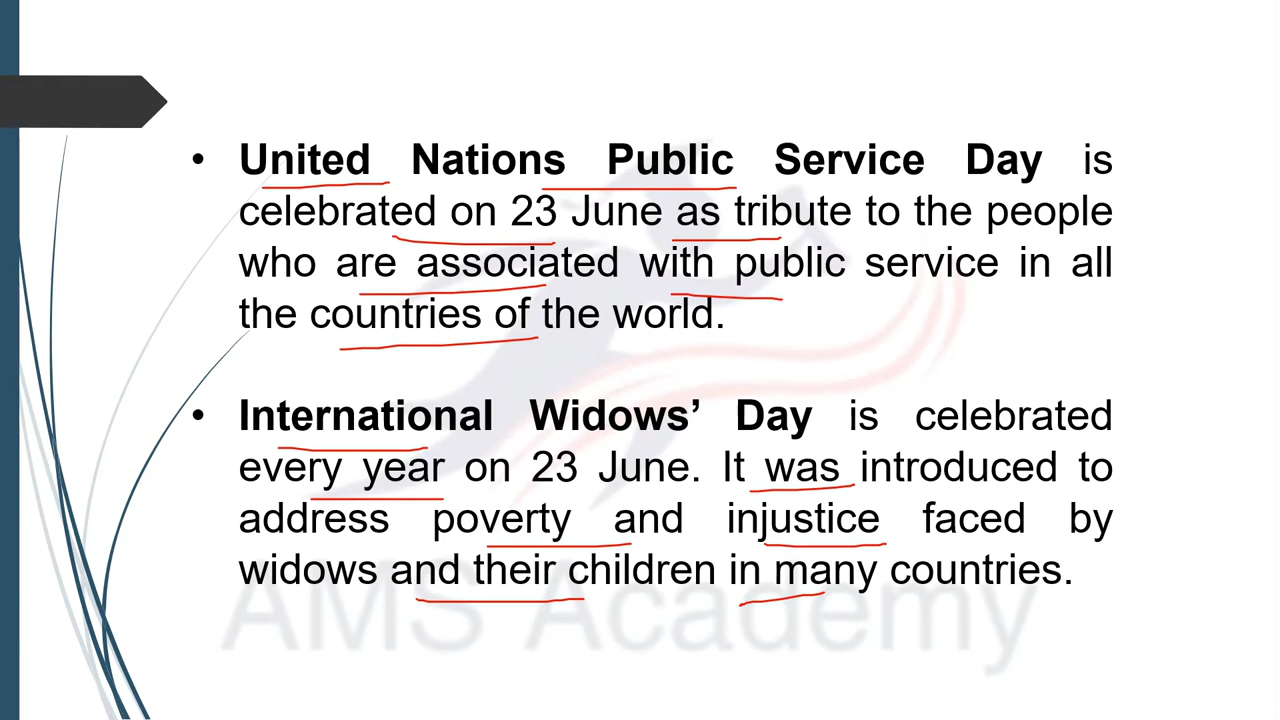 • United Nations Public Service Day is
celebrated on 23 June as tribute to the people
who are associated with public service in all
the countries of the world.
• International Widows’ Day is celebrated
every year on 23 June. It was introduced to
address poverty and injustice faced by
widows and their children in many countries.
AMS Academy